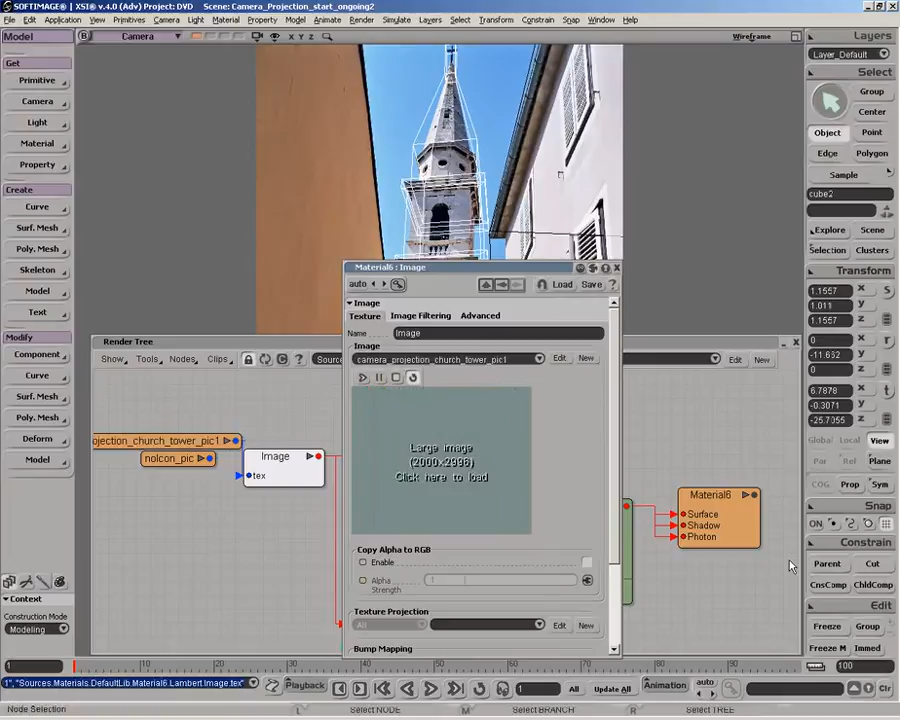 SOFTIMAGE® | XSI® v.4.0 (Adv) Project: DVD    Scene: Camera_Projection_start_ongoing2
File Edit Application View Primitives Camera Material Property Model Animate Render Simulate Layers Select Transform Constrain Snap Window Help
Model
B Camera X Y Z Wireframe
Layers
Layer_Default
Get
Primitive
Camera
Light
Material
Property
Create
Curve
Surf. Mesh
Poly. Mesh
Skeleton
Model
Text
Modify
Component
Curve
Surf. Mesh
Poly. Mesh
Deform
Model
Context
Construction Mode
Modeling
Select
Group
Center
Object Point
Edge Polygon
Sample
cube2
Explore Scene
Selection Clusters
Transform
1.1557 x s
1.011 y
1.1557 z
0 x r
-11.662 y
0 z
6.7878 x t
-0.3071 y
-25.7055 z
Global Local View
Par Ref Plane
COG Prop Sym
Snap
ON
Constrain
Parent Cut
CnsComp ChldComp
Edit
Freeze Group
Freeze M Immed
Render Tree
Show Tools Nodes Clips
Edit New
ojection_church_tower_pic1
noIcon_pic
Image
tex
Material6
Surface
Shadow
Photon
Material6 : Image
auto Load Save ?
Image
Texture Image Filtering Advanced
Name Image
Image
camera_projection_church_tower_pic1 Edit New
Large image
(2000x2996)
Click here to load
Copy Alpha to RGB
Enable
Alpha
Strength
1
Texture Projection
All Edit New
Bump Mapping
1 10 20 30 40 50 60 70 80 90 100
1", "Sources.Materials.DefaultLib.Material6.Lambert.Image.tex"
Playback
1 All Update All
Animation
auto
Clr
Node Selection
L Select NODE M Select BRANCH R Select TREE